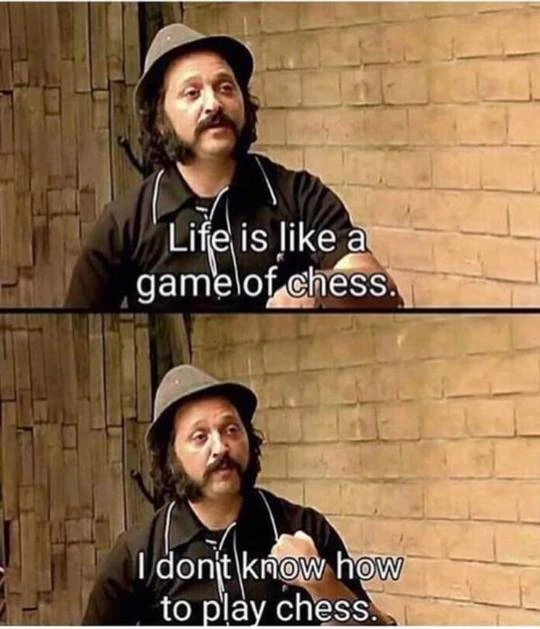 Life is like a
game of chess.
I don't know how
to play chess.